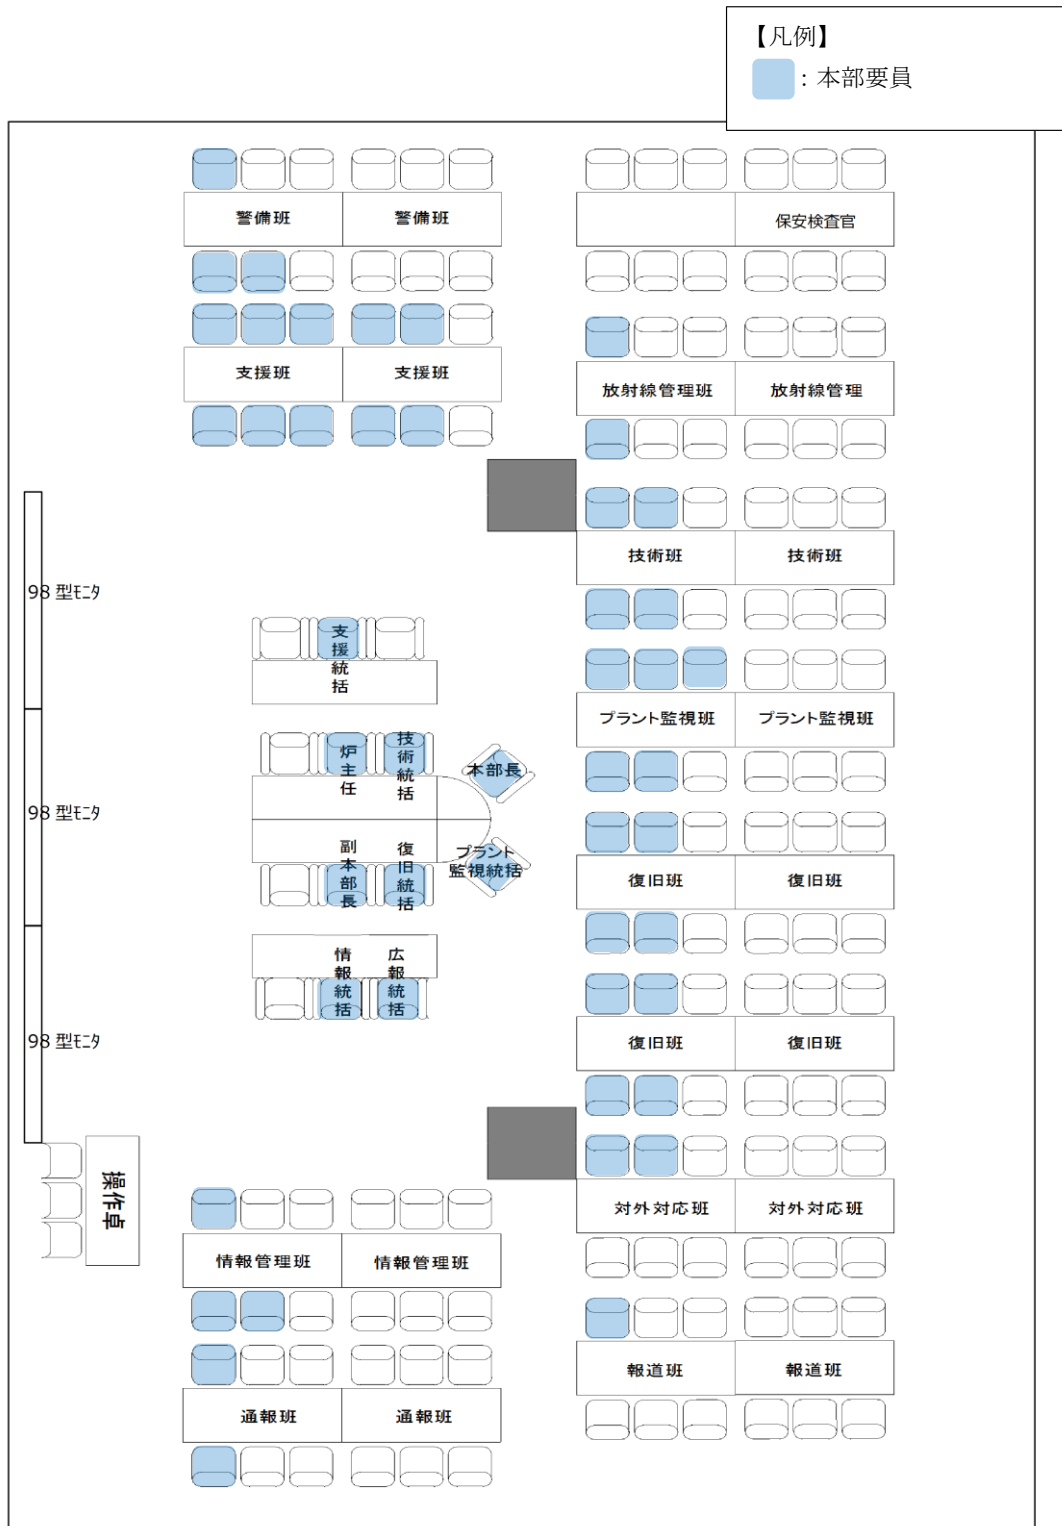 【凡例】
：本部要員
警備班 警備班
保安検査官
支援班 支援班
放射線管理班 放射線管理
技術班 技術班
98 型モニタ
支援統括
プラント監視班 プラント監視班
炉主任
技術統括
本部長
98 型モニタ
副本部長
復旧統括
プラント
監視統括
復旧班 復旧班
情報統括
広報統括
98 型モニタ
復旧班 復旧班
操作卓
対外対応班 対外対応班
情報管理班 情報管理班
報道班 報道班
通報班 通報班